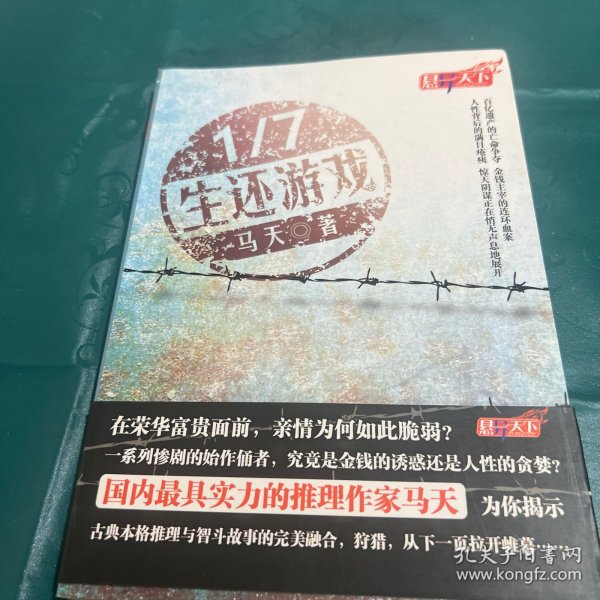 悬异天下
百亿遗产的亡命争夺 金钱主宰的连环血案
人性背后的满目疮痍 惊天阴谋正在悄无声息地展开
1/7
生还游戏
马天◎著
在荣华富贵面前，亲情为何如此脆弱？
悬异天下
一系列惨剧的始作俑者，究竟是金钱的诱惑还是人性的贪婪？
国内最具实力的推理作家马天 为你揭示
古典本格推理与智斗故事的完美融合，狩猎，从下一页拉开帷幕……
孔夫子旧书网
www.kongfz.com